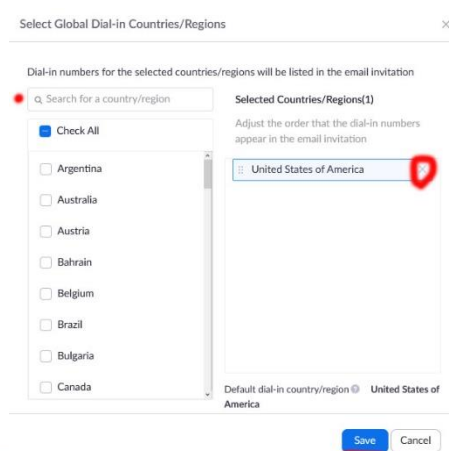 Select Global Dial-in Countries/Regions
Dial-in numbers for the selected countries/regions will be listed in the email invitation
Search for a country/region
Check All
Argentina
Australia
Austria
Bahrain
Belgium
Brazil
Bulgaria
Canada
Selected Countries/Regions(1)
Adjust the order that the dial-in numbers
appear in the email invitation
United States of America
Default dial-in country/region United States of
America
Save Cancel